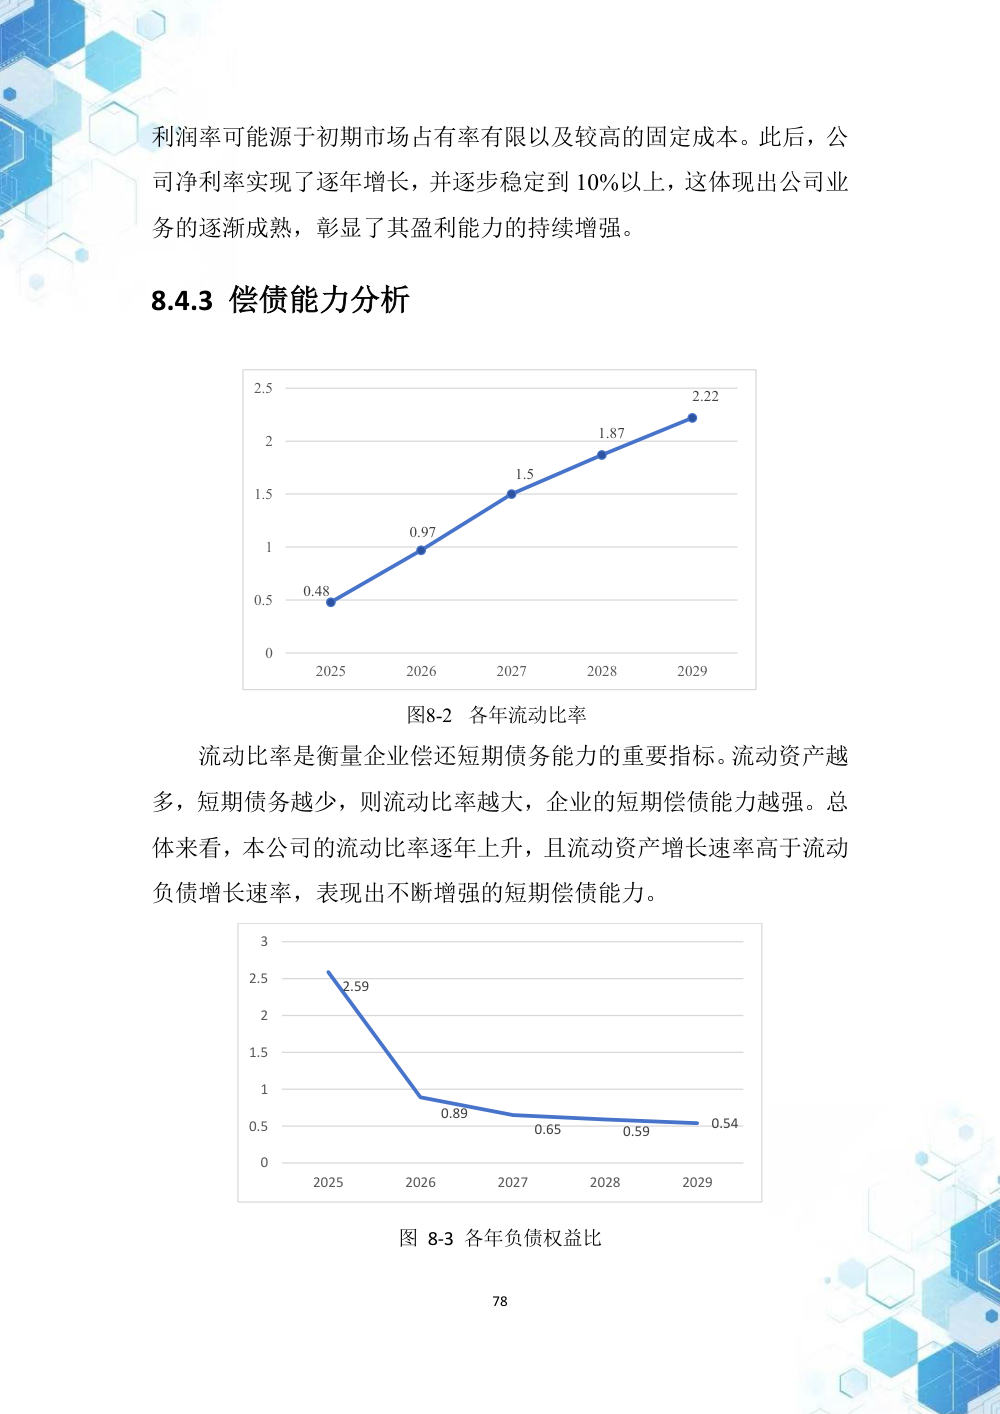 利润率可能源于初期市场占有率有限以及较高的固定成本。此后，公
司净利率实现了逐年增长，并逐步稳定到 10%以上，这体现出公司业
务的逐渐成熟，彰显了其盈利能力的持续增强。
8.4.3 偿债能力分析
2.5
2
1.5
1
0.5
0
0.48
0.97
1.5
1.87
2.22
2025 2026 2027 2028 2029
图8-2 各年流动比率
流动比率是衡量企业偿还短期债务能力的重要指标。流动资产越
多，短期债务越少，则流动比率越大，企业的短期偿债能力越强。总
体来看，本公司的流动比率逐年上升，且流动资产增长速率高于流动
负债增长速率，表现出不断增强的短期偿债能力。
3
2.5
2
1.5
1
0.5
0
2.59
0.89
0.65
0.59
0.54
2025 2026 2027 2028 2029
图 8-3 各年负债权益比
78